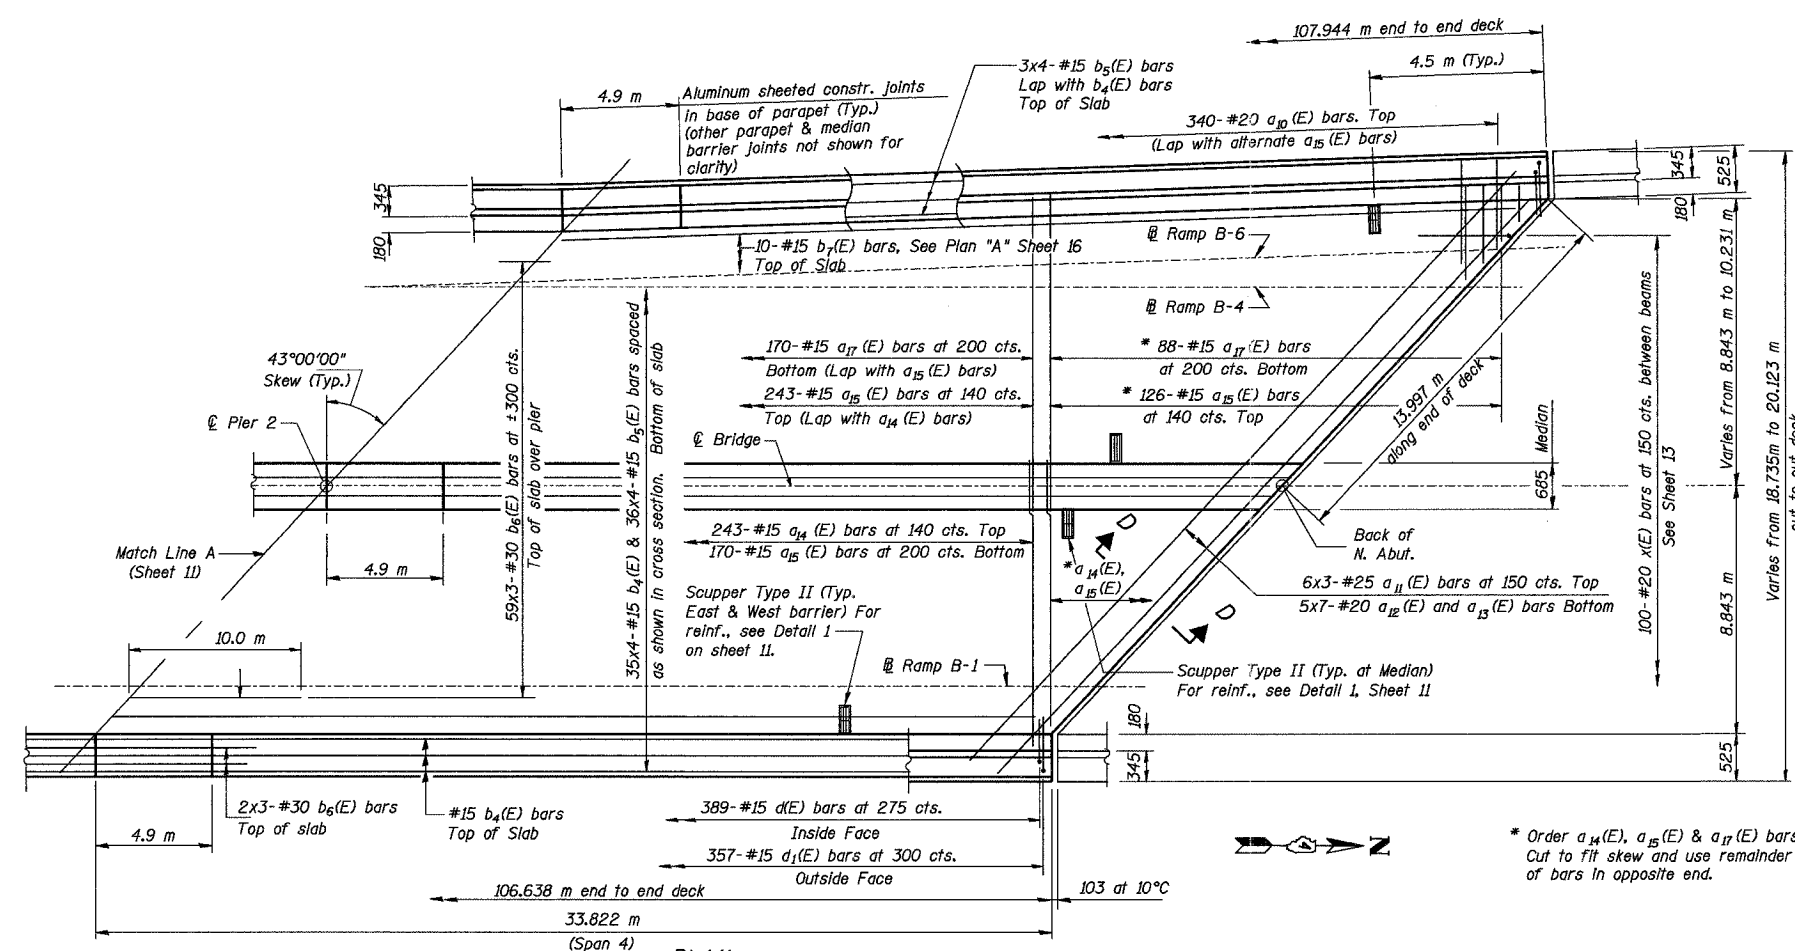 107.944 m end to end deck
4.5 m (Typ.)
3x4-#15 b5(E) bars
Lap with b4(E) bars
Top of Slab
4.9 m
Aluminum sheeted constr. joints
in base of parapet (Typ.)
(other parapet & median
barrier joints not shown for
clarity)
340-#20 a10(E) bars. Top
(Lap with alternate a15(E) bars)
345
180
345
180
525
10-#15 b7(E) bars, See Plan "A" Sheet 16
Top of Slab
℄ Ramp B-6
℄ Ramp B-4
43°00'00"
Skew (Typ.)
℄ Pier 2
59x3-#30 b6(E) bars at ±300 cts.
Top of slab over pier
35x4-#15 b4(E) & 36x4-#15 b5(E) bars spaced
as shown in cross section. Bottom of slab
170-#15 a17(E) bars at 200 cts.
Bottom (Lap with a15(E) bars)
243-#15 a15(E) bars at 140 cts.
Top (Lap with a14(E) bars)
* 88-#15 a17(E) bars
at 200 cts. Bottom
* 126-#15 a15(E) bars
at 140 cts. Top
13.997 m
along end of deck
100-#20 x(E) bars at 150 cts. between beams
See Sheet 13
Varies from 8.843 m to 10.231 m
Varies from 18.735m to 20.123 m
685 Median
8.843 m
℄ Bridge
Match Line A
(Sheet 11)
4.9 m
243-#15 a14(E) bars at 140 cts. Top
170-#15 a15(E) bars at 200 cts. Bottom
D
* a14(E),
a15(E)
D
Back of
N. Abut.
6x3-#25 a11(E) bars at 150 cts. Top
5x7-#20 a12(E) and a13(E) bars Bottom
Scupper Type II (Typ.
East & West barrier) For
reinf., see Detail 1
on sheet 11.
10.0 m
℄ Ramp B-1
Scupper Type II (Typ. at Median)
For reinf., see Detail 1, Sheet 11
180
345
525
2x3-#30 b6(E) bars
Top of slab
#15 b4(E) bars
Top of Slab
4.9 m
389-#15 d(E) bars at 275 cts.
Inside Face
357-#15 d1(E) bars at 300 cts.
Outside Face
N
* Order a14(E), a15(E) & a17(E) bars
Cut to fit skew and use remainder
of bars in opposite end.
106.638 m end to end deck
103 at 10°C
33.822 m
(Span 4)